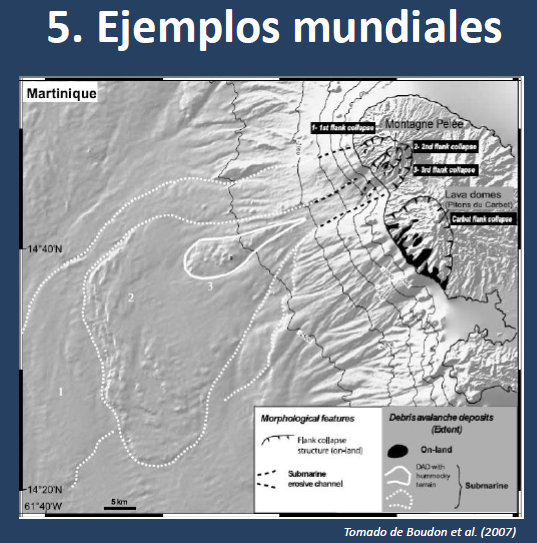 5. Ejemplos mundiales
Martinique
Montagne Pelée
1- 1st flank collapse
2- 2nd flank collapse
3- 3rd flank collapse
Lava domes
(Pitons du Carbet)
Carbet flank collapse
14°40'N
3
2
1
Morphological features
Flank collapse
structure (on-land)
Submarine
erosive channel
Debris avalanche deposits
(Extent)
On-land
DAD with
hummocky
terrain
Submarine
14°20'N
61°40'W
5 km
Tomado de Boudon et al. (2007)